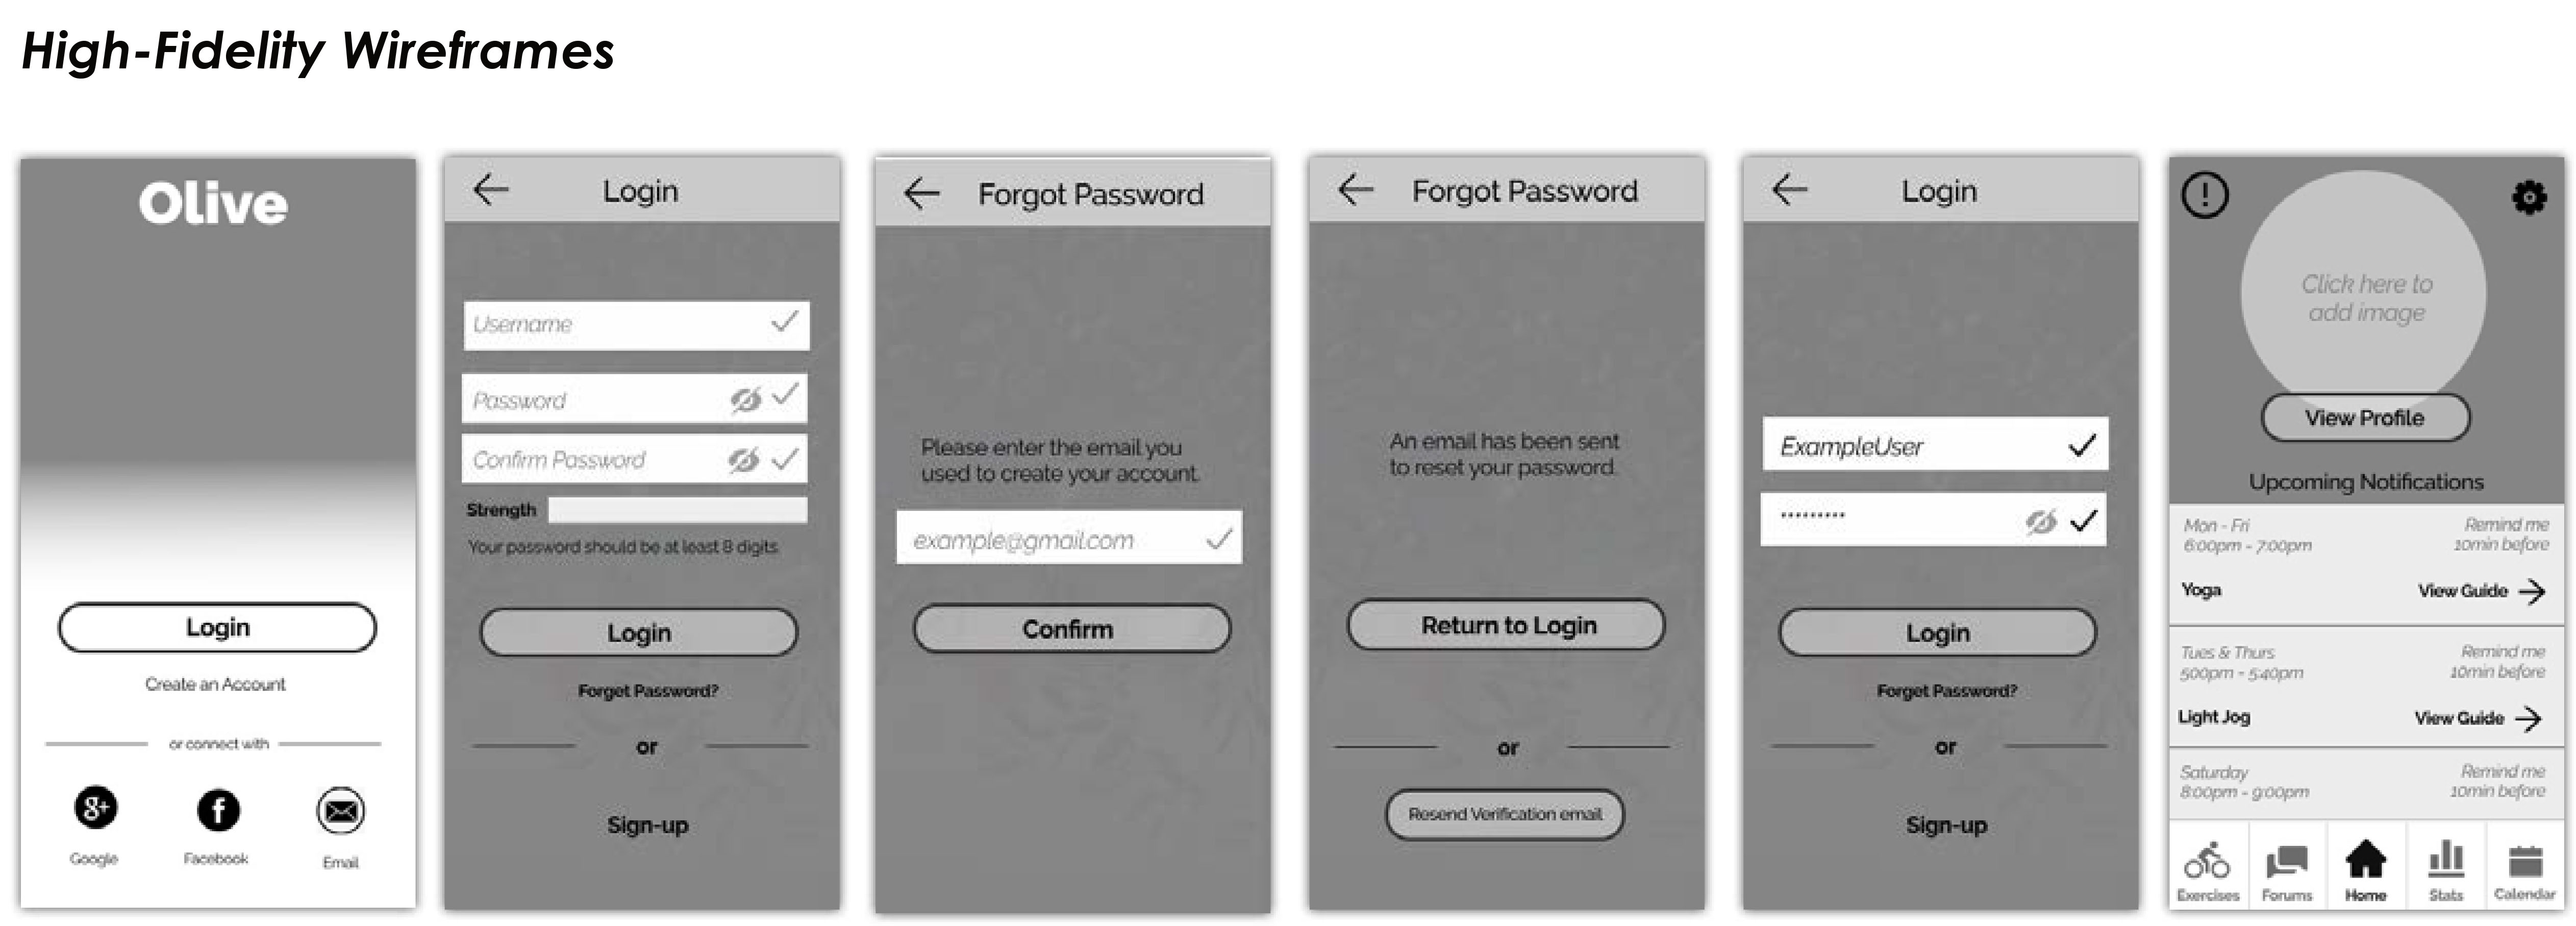 High-Fidelity Wireframes
Olive
Login
Create an Account
or connect with
8+
f
Google
Facebook
Email
Login
Username
Password
Confirm Password
Strength
Your password should be at least 8 digits.
Login
Forget Password?
or
Sign-up
Forgot Password
Please enter the email you
used to create your account.
example@gmail.com
Confirm
Forgot Password
An email has been sent
to reset your password.
Return to Login
or
Resend Verification email
Login
ExampleUser
•••••••••
Login
Forget Password?
or
Sign-up
!
Click here to
add image
View Profile
Upcoming Notifications
Mon - Fri
6:00pm - 7:00pm
Remind me
10min before
Yoga
View Guide
Tues & Thurs
500pm - 5:40pm
Remind me
10min before
Light Jog
View Guide
Saturday
8:00pm - 9:00pm
Remind me
10min before
Exercises
Forums
Home
Stats
Calendar